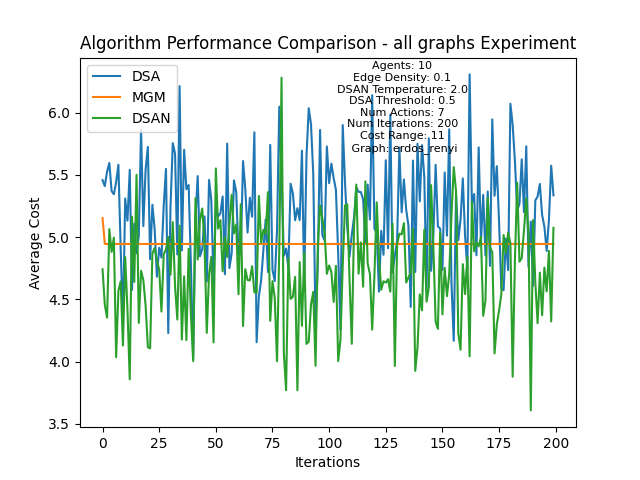 Algorithm Performance Comparison - all graphs Experiment
DSA
MGM
DSAN
Agents: 10
Edge Density: 0.1
DSAN Temperature: 2.0
DSA Threshold: 0.5
Num Actions: 7
Num Iterations: 200
Cost Range: 11
Graph: erdos_renyi
6.0
5.5
5.0
4.5
4.0
3.5
Average Cost
0 25 50 75 100 125 150 175 200
Iterations